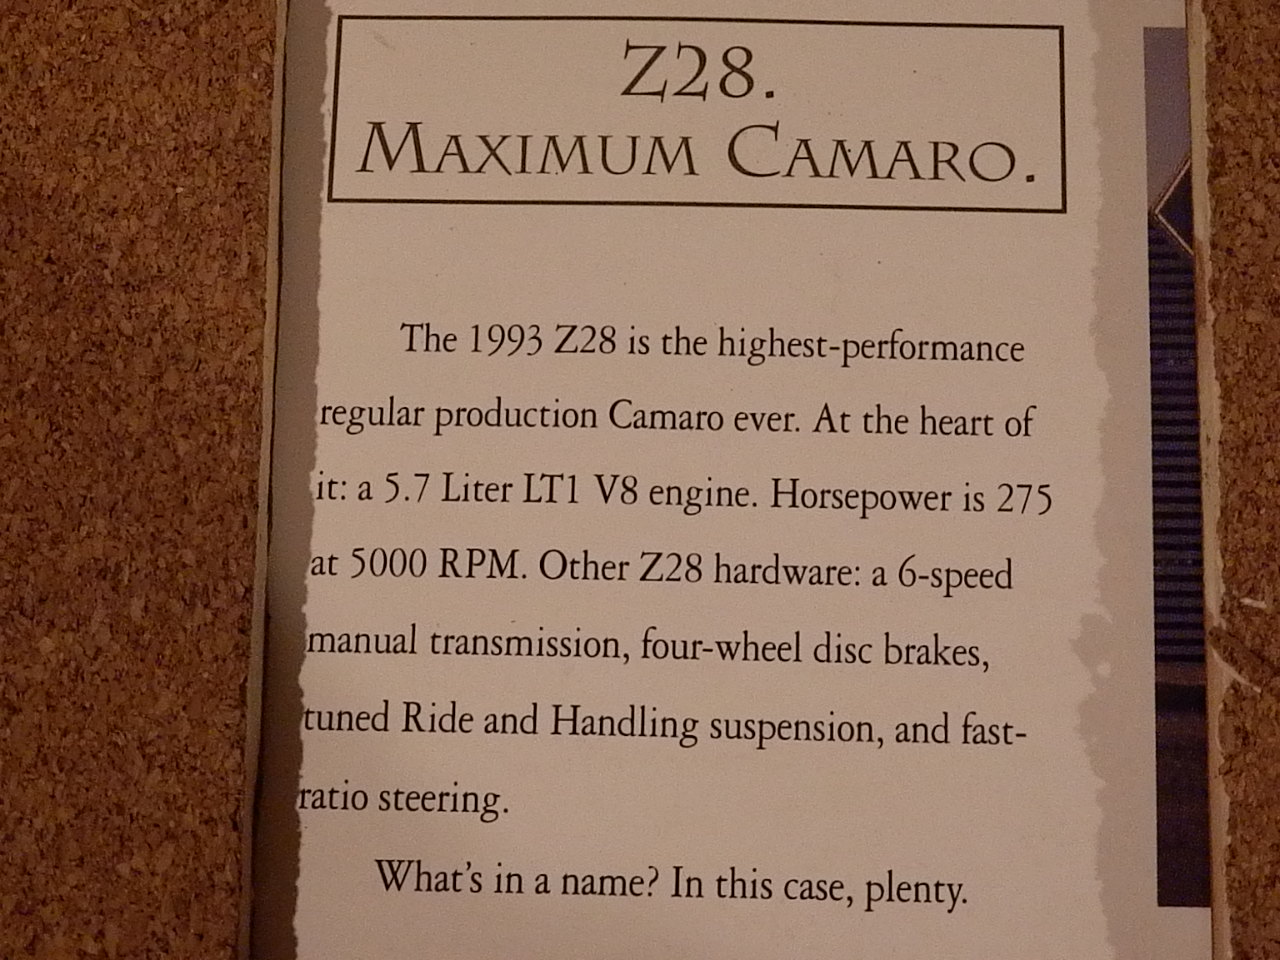 Z28.
MAXIMUM CAMARO.
The 1993 Z28 is the highest-performance
regular production Camaro ever. At the heart of
it: a 5.7 Liter LT1 V8 engine. Horsepower is 275
at 5000 RPM. Other Z28 hardware: a 6-speed
manual transmission, four-wheel disc brakes,
tuned Ride and Handling suspension, and fast-
ratio steering.
What's in a name? In this case, plenty.